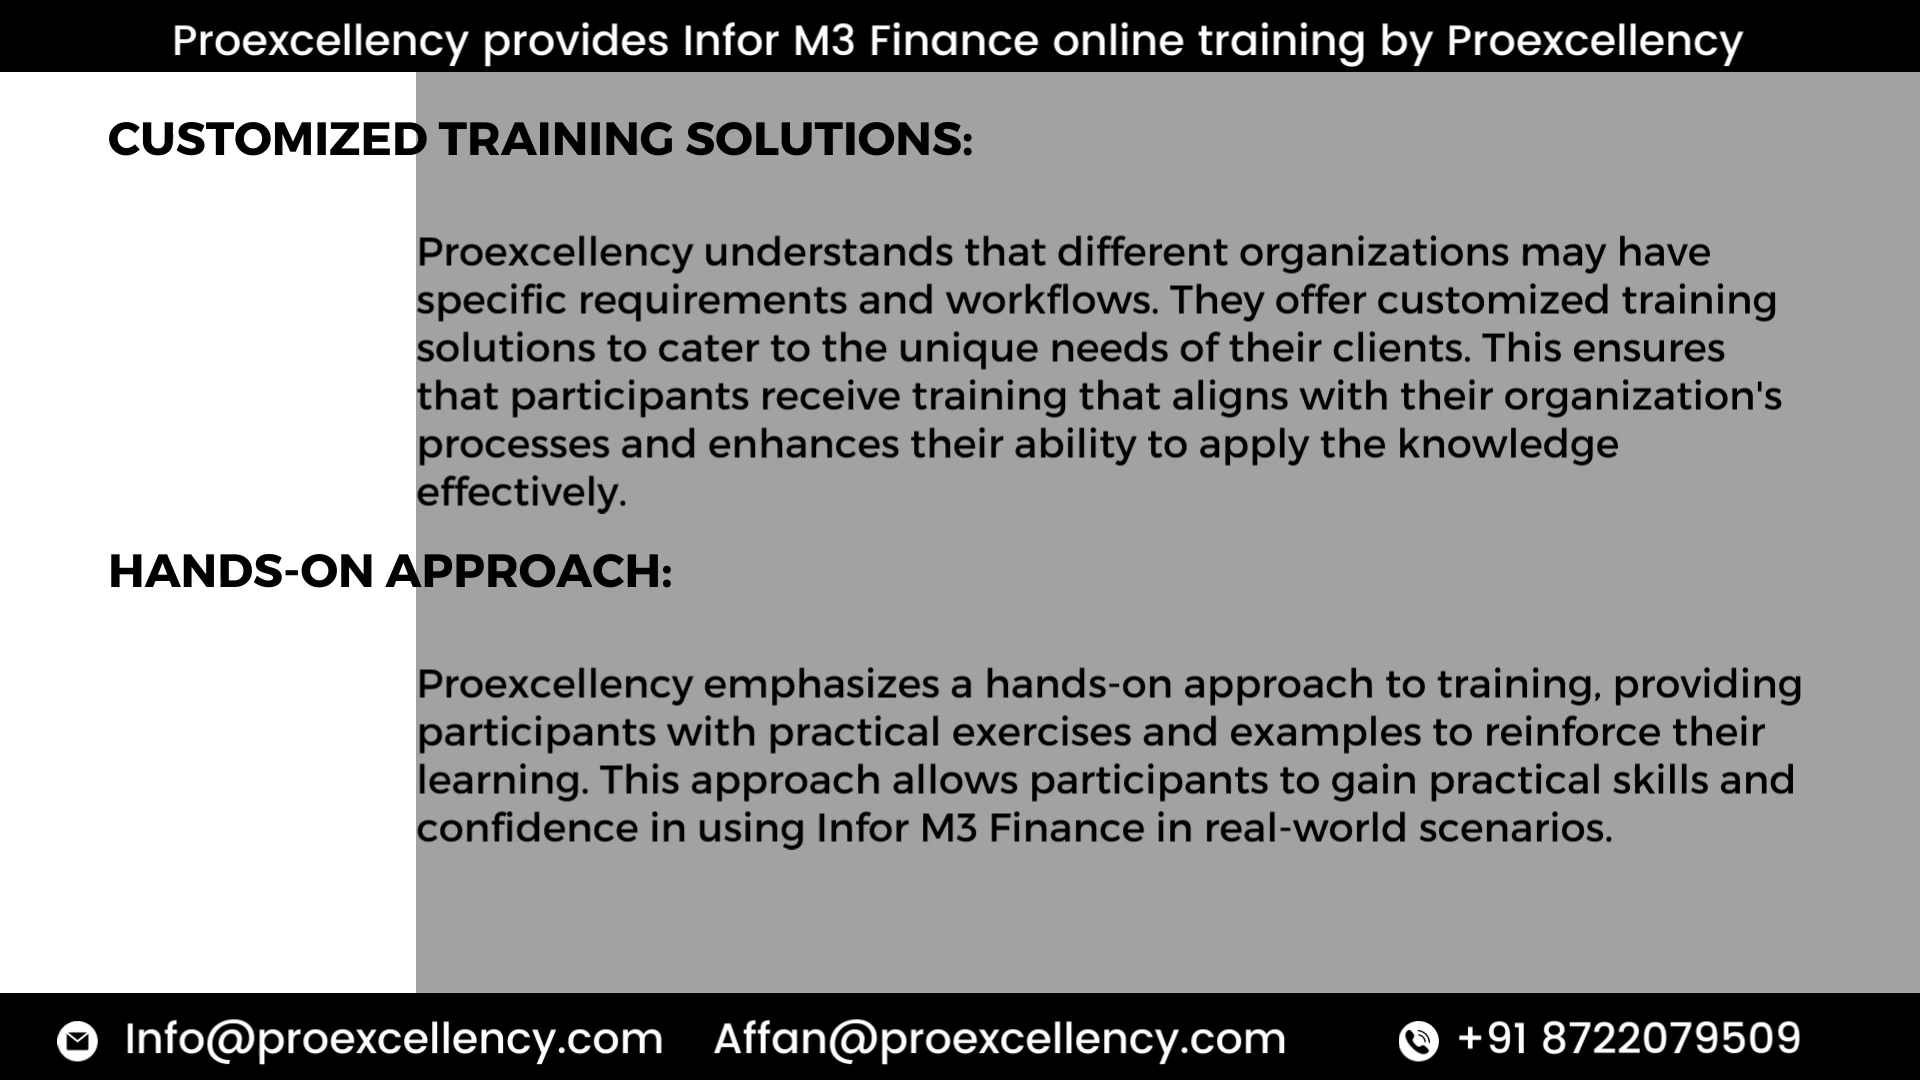 Proexcellency provides Infor M3 Finance online training by Proexcellency
CUSTOMIZED TRAINING SOLUTIONS:
Proexcellency understands that different organizations may have
specific requirements and workflows. They offer customized training
solutions to cater to the unique needs of their clients. This ensures
that participants receive training that aligns with their organization's
processes and enhances their ability to apply the knowledge
effectively.
HANDS-ON APPROACH:
Proexcellency emphasizes a hands-on approach to training, providing
participants with practical exercises and examples to reinforce their
learning. This approach allows participants to gain practical skills and
confidence in using Infor M3 Finance in real-world scenarios.
Info@proexcellency.com Affan@proexcellency.com +91 8722079509